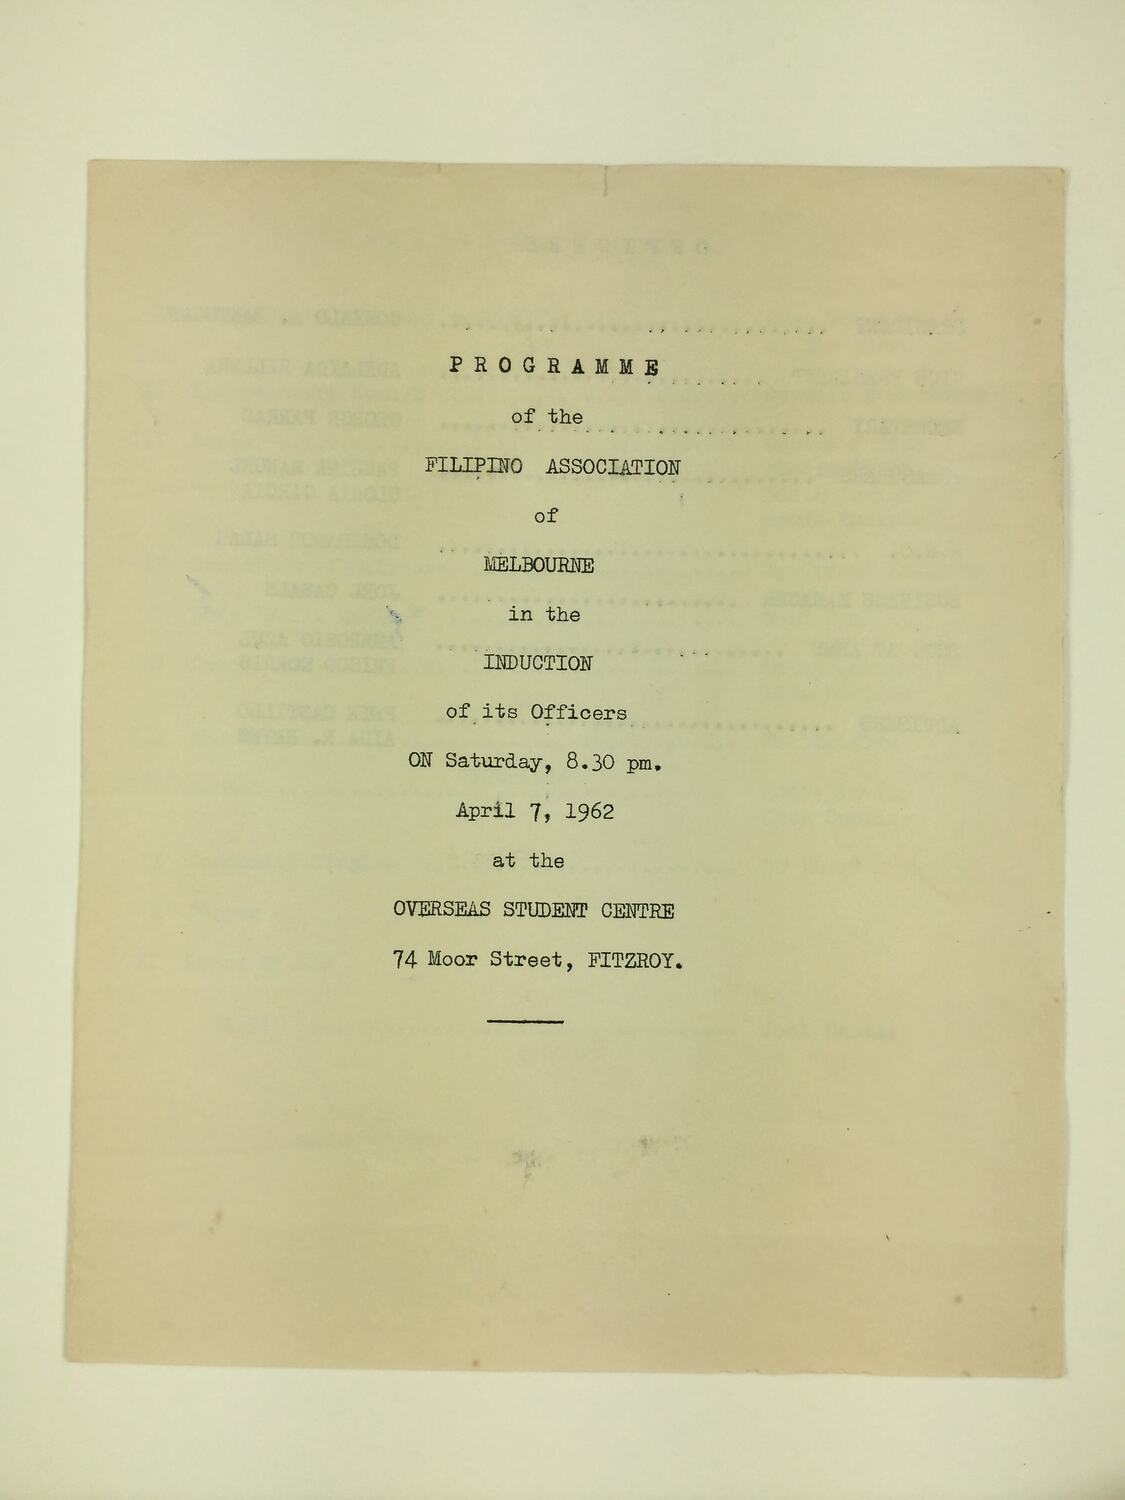 PROGRAMME
of the
FILIPINO ASSOCIATION
of
MELBOURNE
in the
INDUCTION
of its Officers
ON Saturday, 8.30 pm.
April 7, 1962
at the
OVERSEAS STUDENT CENTRE
74 Moor Street, FITZROY.